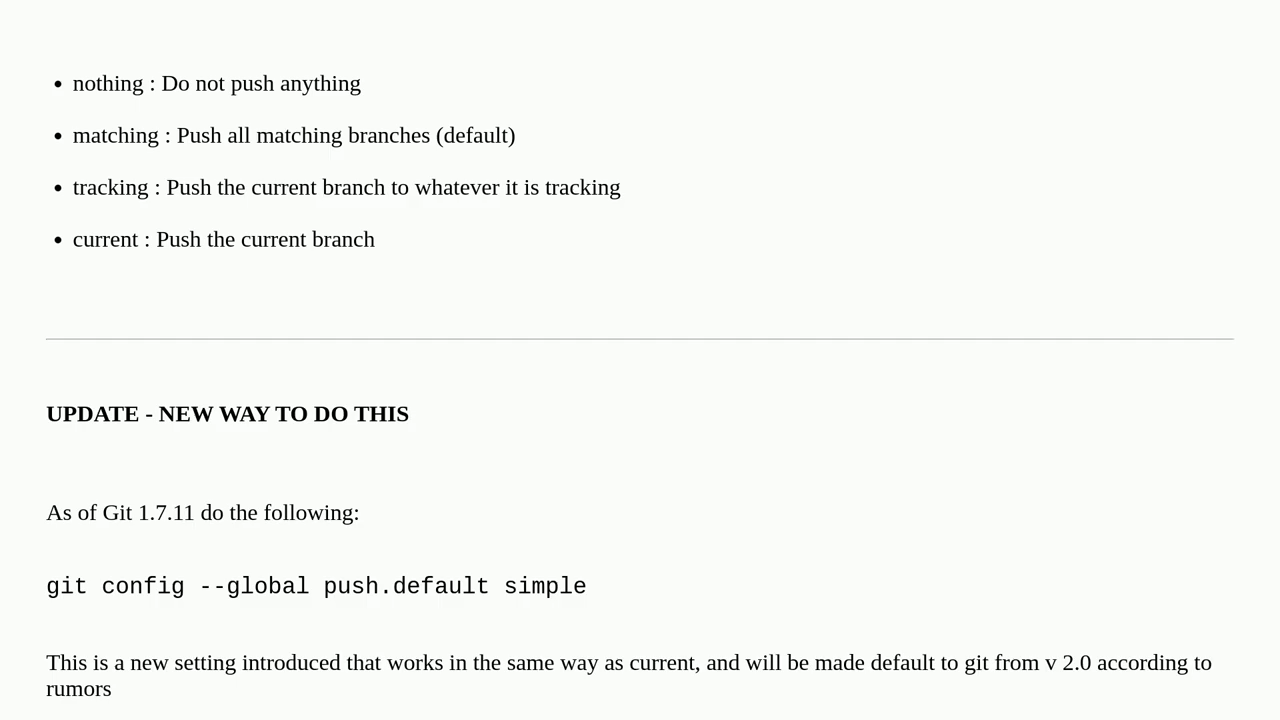 • nothing : Do not push anything
• matching : Push all matching branches (default)
• tracking : Push the current branch to whatever it is tracking
• current : Push the current branch
UPDATE - NEW WAY TO DO THIS
As of Git 1.7.11 do the following:
git config --global push.default simple
This is a new setting introduced that works in the same way as current, and will be made default to git from v 2.0 according to
rumors